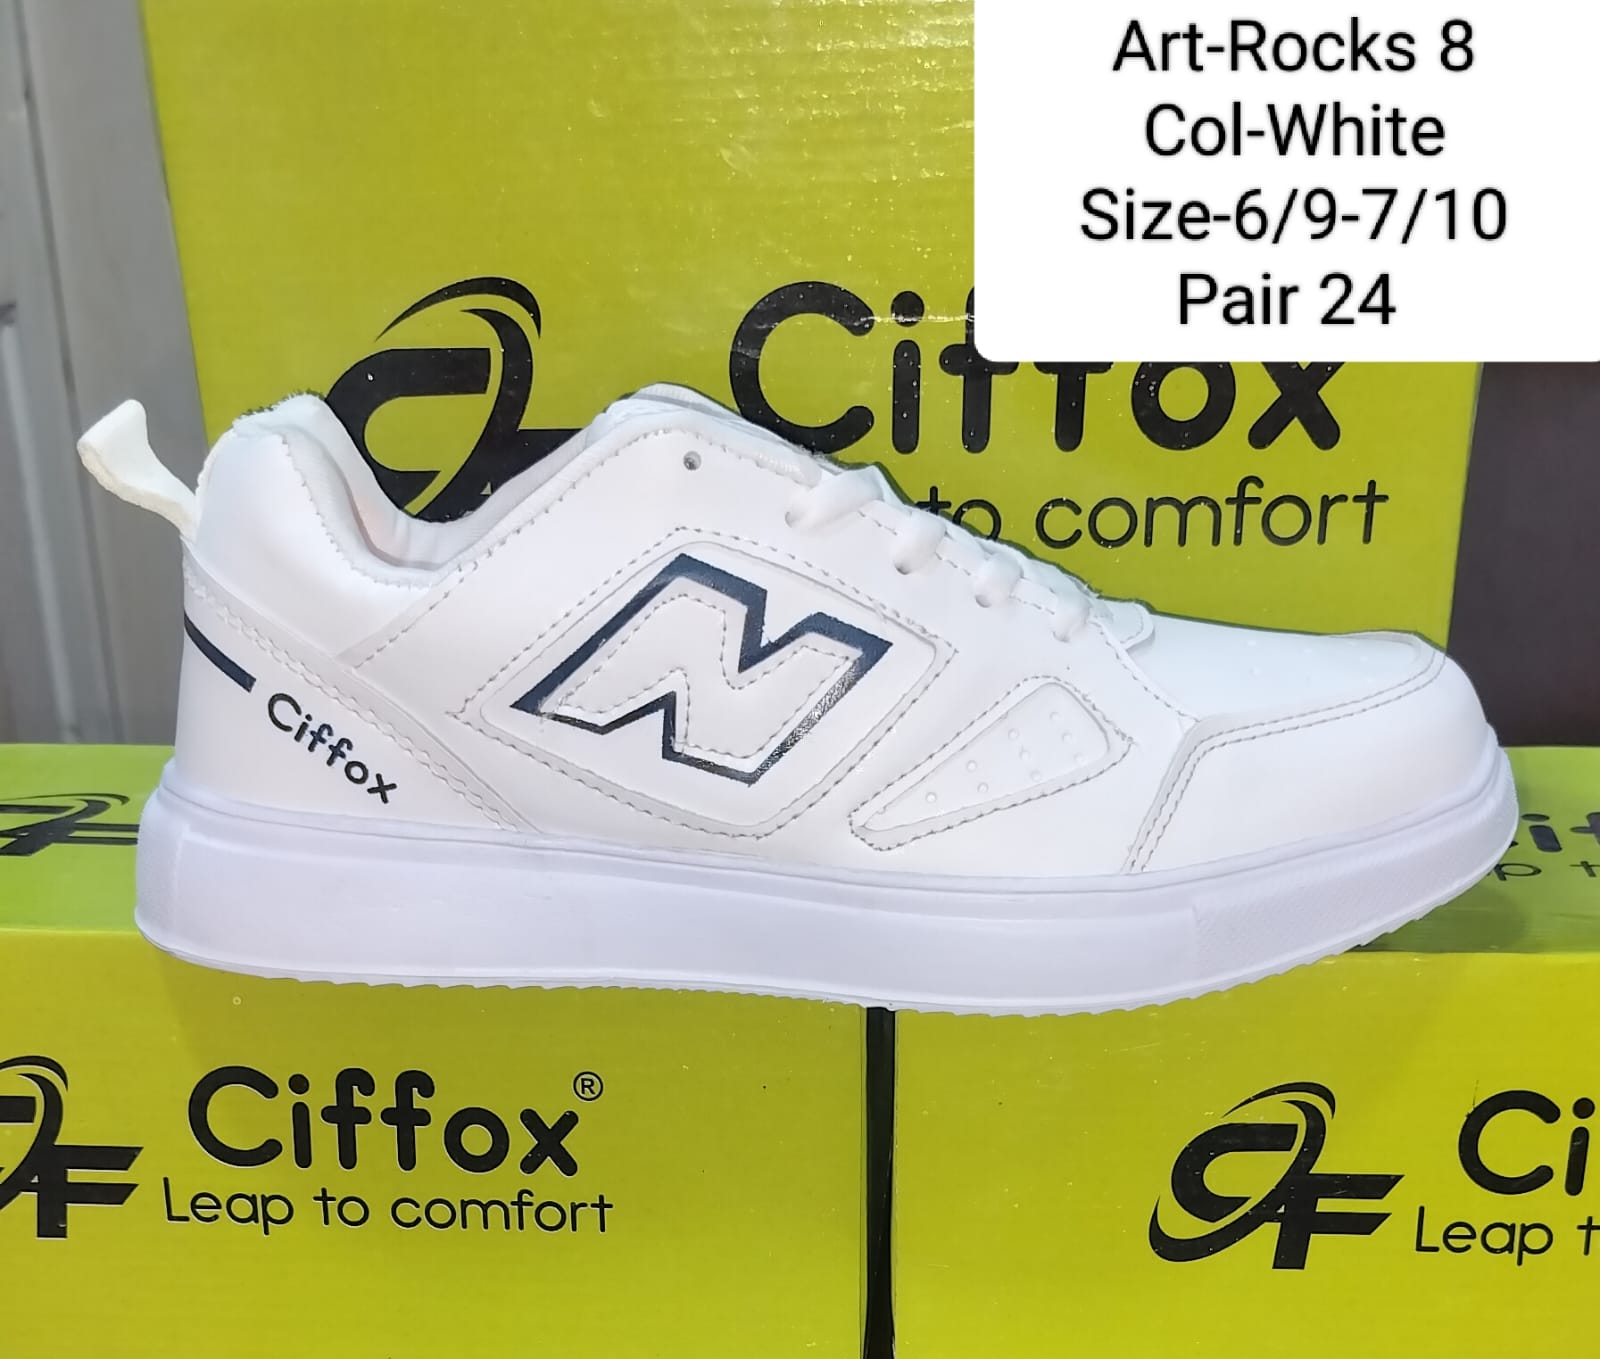 Art-Rocks 8
Col-White
Size-6/9-7/10
Pair 24
Ciffox
to comfort
N
Ciffox
Ciffox®
Leap to comfort
CF
Ci
Leap t